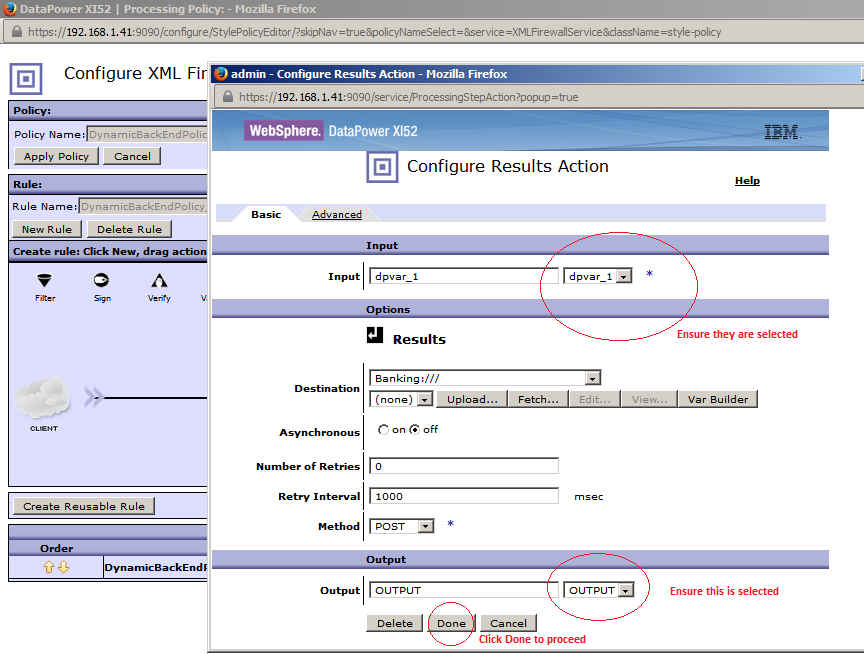 DataPower XI52 | Processing Policy: - Mozilla Firefox
https://192.168.1.41:9090/configure/StylePolicyEditor/?skipNav=true&policyNameSelect=&service=XMLFirewallService&className=style-policy
Configure XML Fir
Policy:
Policy Name: DynamicBackEndPolic
Apply Policy Cancel
Rule:
Rule Name: DynamicBackEndPolicy_
New Rule Delete Rule
Create rule: Click New, drag action
Filter Sign Verify
CLIENT
Create Reusable Rule
Order
DynamicBackEndP
admin - Configure Results Action - Mozilla Firefox
https://192.168.1.41:9090/service/ProcessingStepAction?popup=true
WebSphere. DataPower XI52 IBM.
Configure Results Action
Help
Basic Advanced
Input
Input dpvar_1 dpvar_1 *
Options
Ensure they are selected
Results
Destination Banking:///
(none) Upload... Fetch... Edit... View... Var Builder
Asynchronous on off
Number of Retries 0
Retry Interval 1000 msec
Method POST *
Output
Output OUTPUT OUTPUT Ensure this is selected
Delete Done Cancel
Click Done to proceed